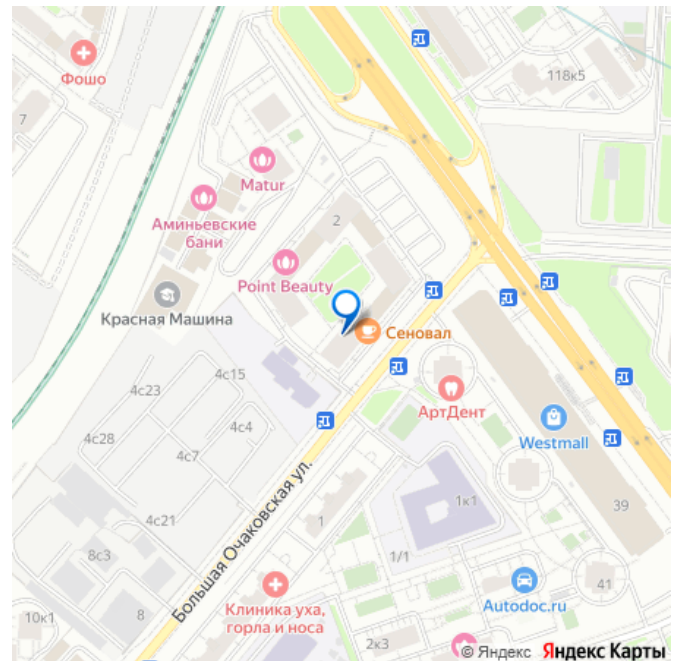 118к5
Фошо
7
Matur
Аминьевские
бани
2
Point Beauty
Красная Машина
Сеновал
4с15
4с23
АртДент
Westmall
4с4
4с28
4с7
1к1
39
4с21
1
Большая Очаковская ул.
8с3
1/1
41
Autodoc.ru
Клиника уха,
горла и носа
10к1
8
2к3
© Яндекс Яндекс Карты